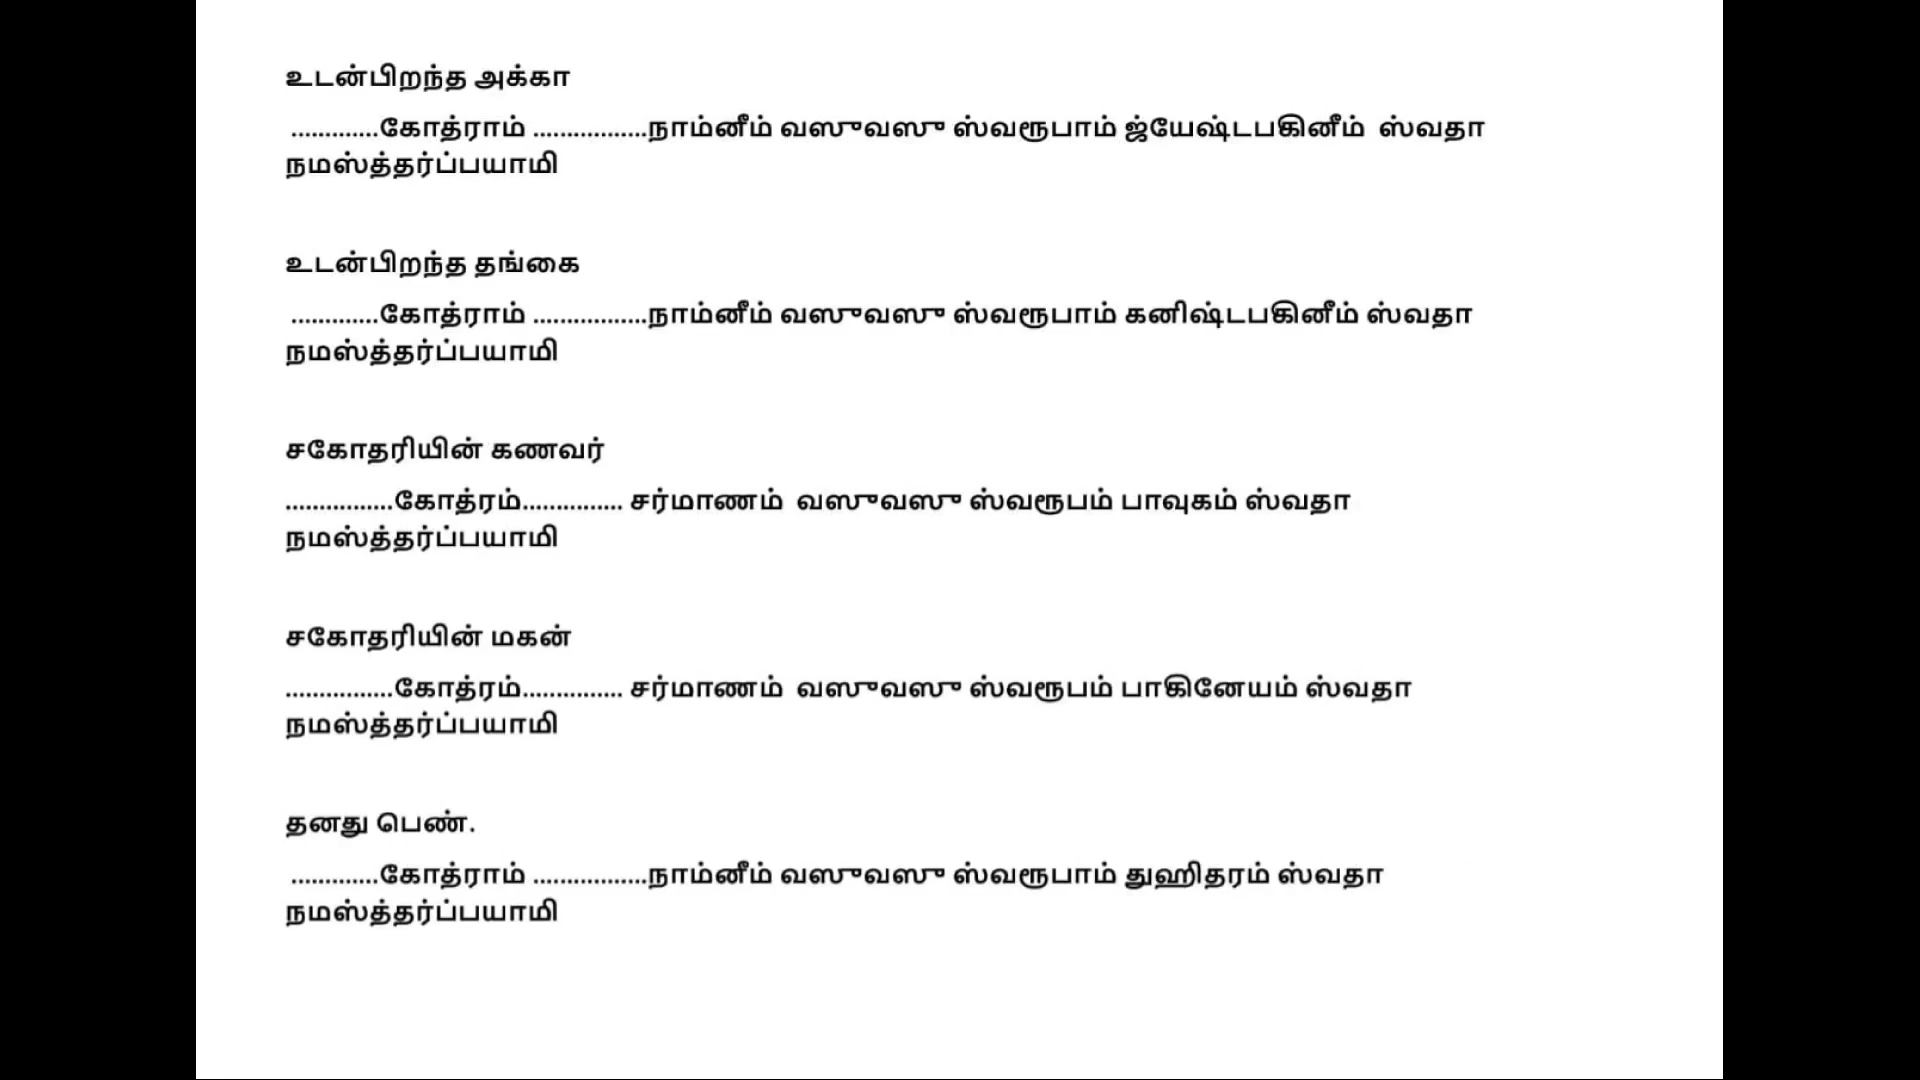 உடன்பிறந்த அக்கா
.............கோத்ராம் .................நாம்னீம் வஸுவஸு ஸ்வரூபாம் ஜ்யேஷ்டபகினீம் ஸ்வதா
நமஸ்த்தர்ப்பயாமி
உடன்பிறந்த தங்கை
.............கோத்ராம் .................நாம்னீம் வஸுவஸு ஸ்வரூபாம் கனிஷ்டபகினீம் ஸ்வதா
நமஸ்த்தர்ப்பயாமி
சகோதரியின் கணவர்
................கோத்ரம்............... சர்மாணம் வஸுவஸு ஸ்வரூபம் பாவுகம் ஸ்வதா
நமஸ்த்தர்ப்பயாமி
சகோதரியின் மகன்
................கோத்ரம்............... சர்மாணம் வஸுவஸு ஸ்வரூபம் பாகினேயம் ஸ்வதா
நமஸ்த்தர்ப்பயாமி
தனது பெண்.
.............கோத்ராம் .................நாம்னீம் வஸுவஸு ஸ்வரூபாம் துஹிதரம் ஸ்வதா
நமஸ்த்தர்ப்பயாமி